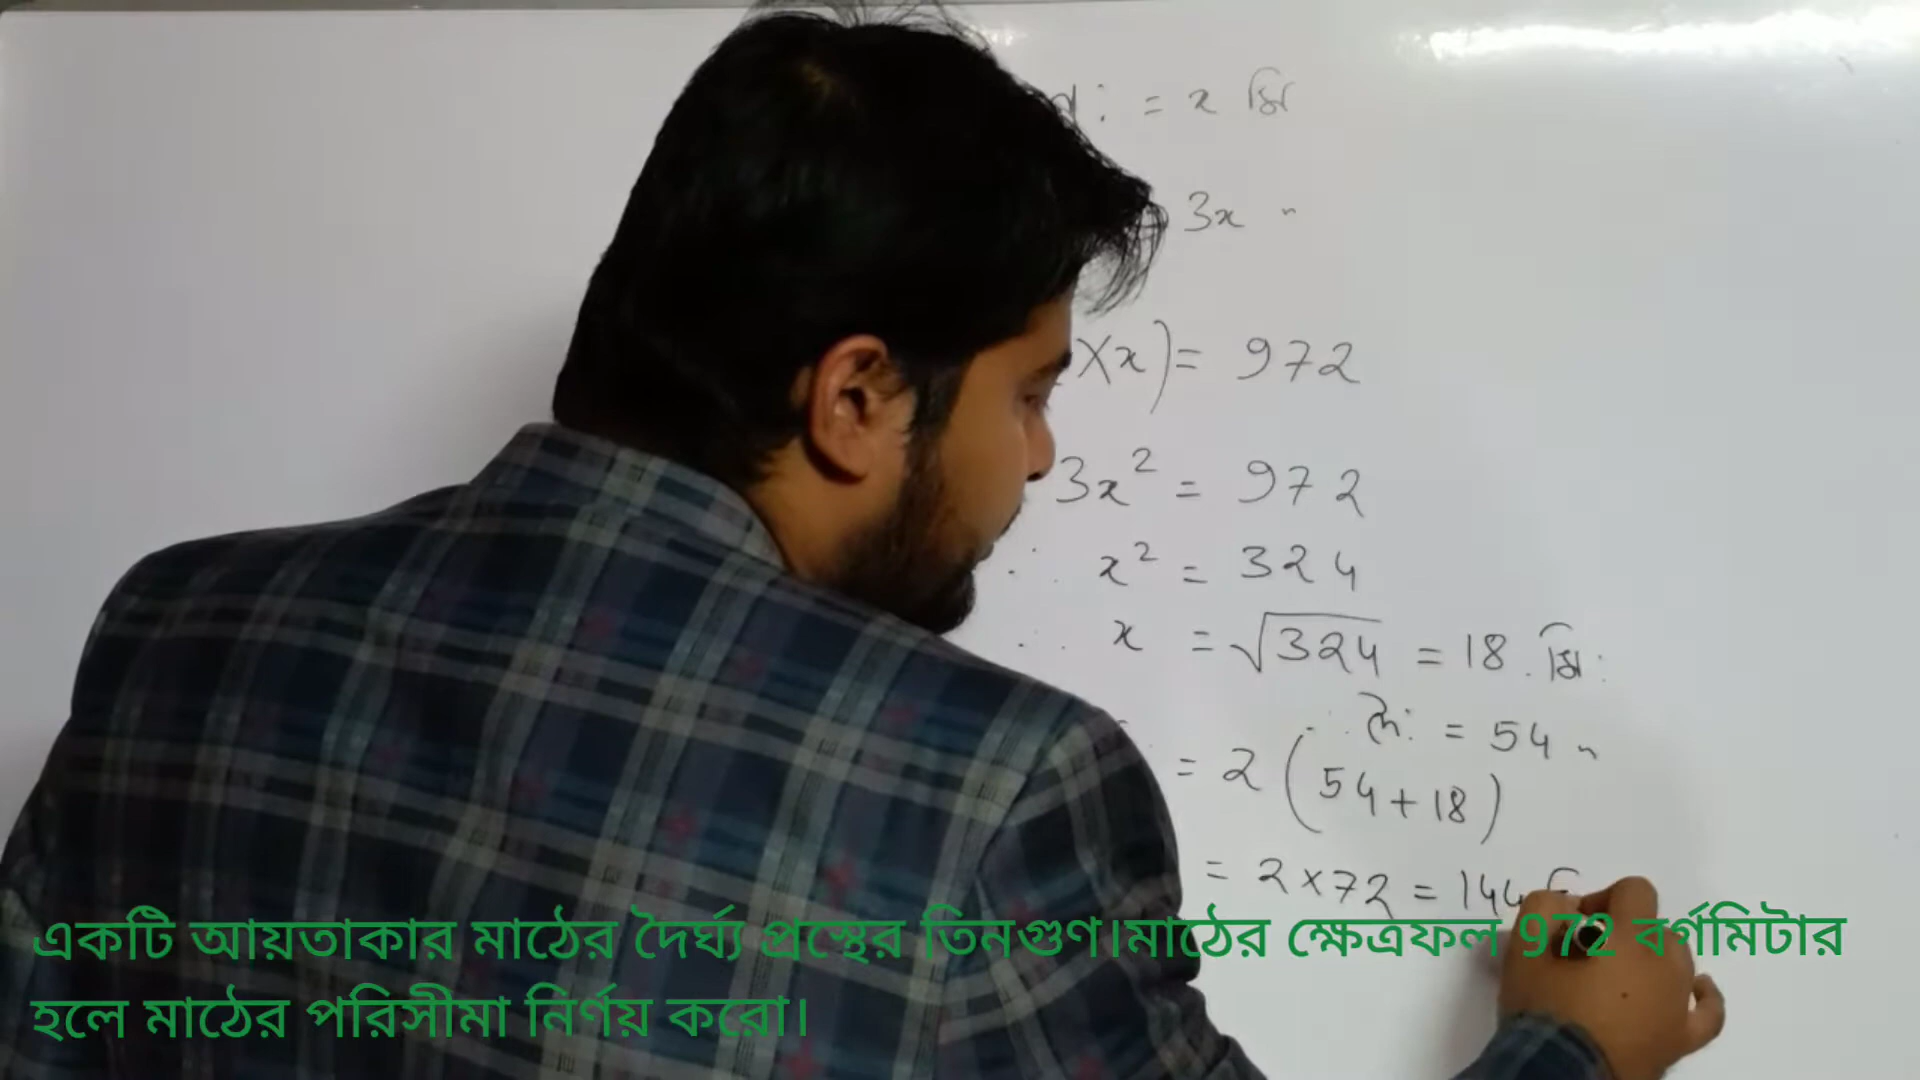 : = x মি
= 3x "
x) = 972
3x² = 972
∴ x² = 324
∴ x = √324 = 18 . মি:
∴ দৈ: = 54 "
= 2 (54+18)
= 2×72 = 144
একটি আয়তাকার মাঠের দৈর্ঘ্য প্রস্থের তিনগুণ।মাঠের ক্ষেত্রফল 972 বর্গমিটার
হলে মাঠের পরিসীমা নির্ণয় করো।